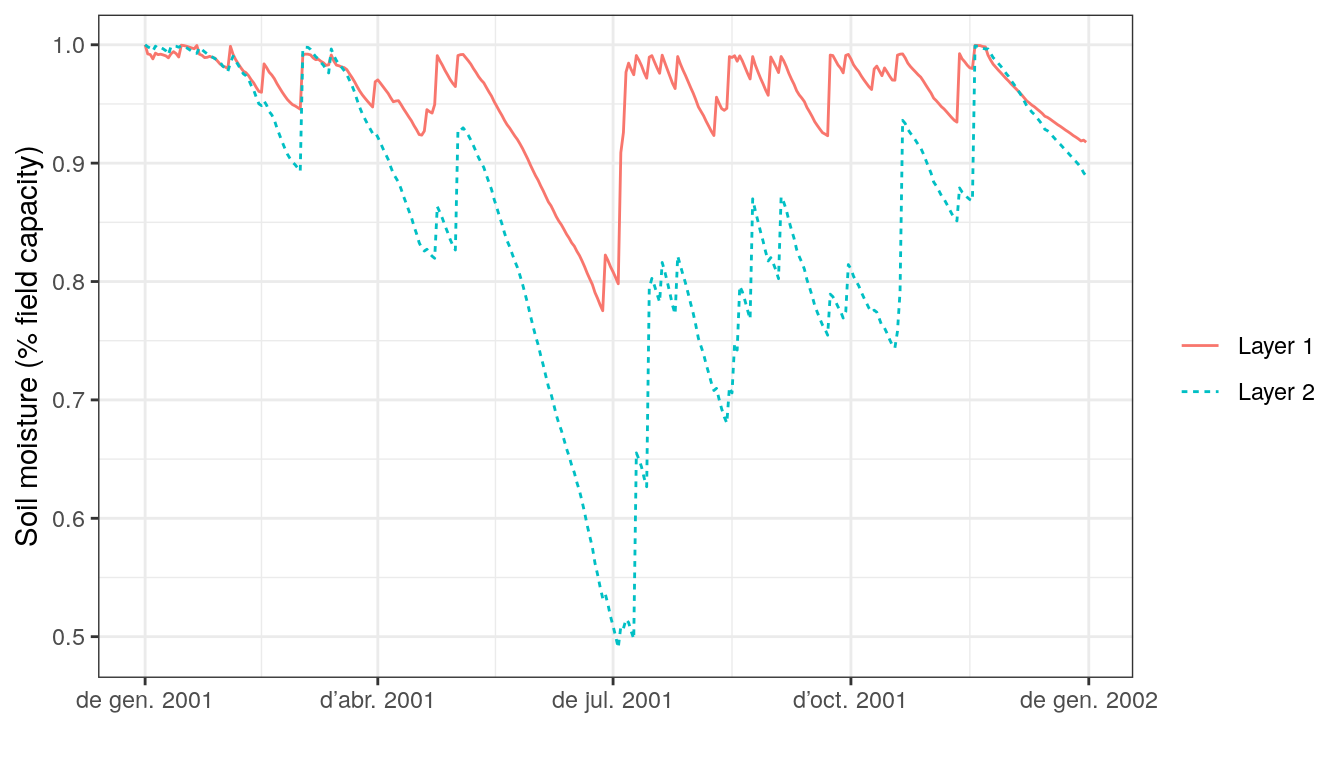 Soil moisture (% field capacity)
1.0
0.9
0.8
0.7
0.6
0.5
de gen. 2001
d’abr. 2001
de jul. 2001
d’oct. 2001
de gen. 2002
Layer 1
Layer 2